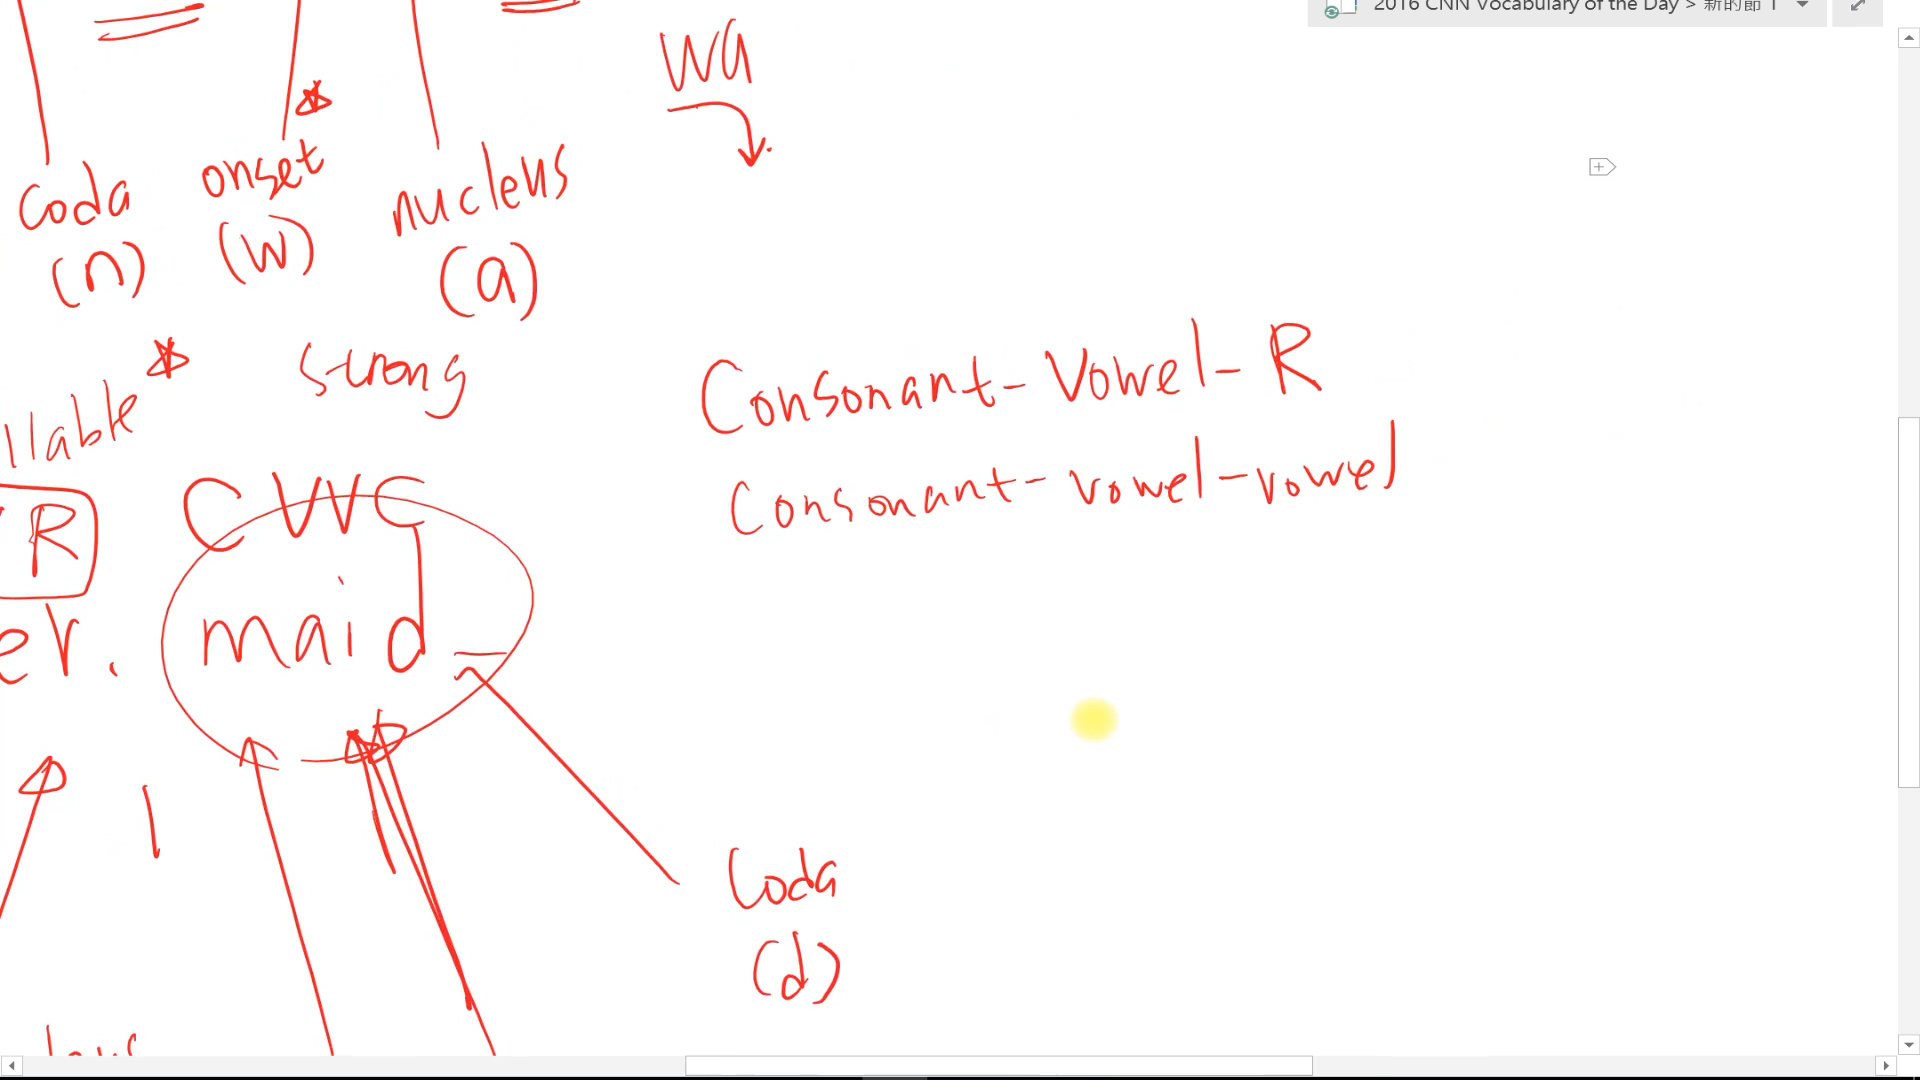 2016 CNN Vocabulary of the Day > 新的節 1
wa
coda onset nucleus
(n) (w) (a)
strong
llable
Consonant-Vowel-R
Consonant-vowel-vowel
R CVVC
er. maid
Coda
(d)